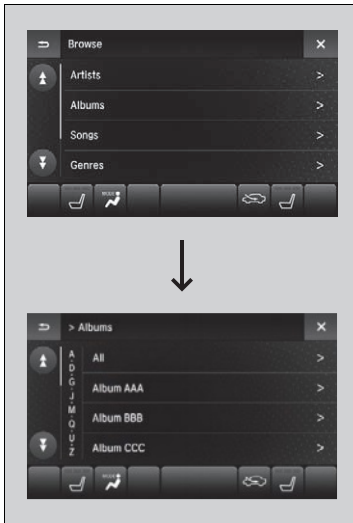 Browse
Artists >
Albums >
Songs >
Genres >
MODE
> Albums
All >
Album AAA >
Album BBB >
Album CCC >
A
D
G
J
M
Q
U
Z